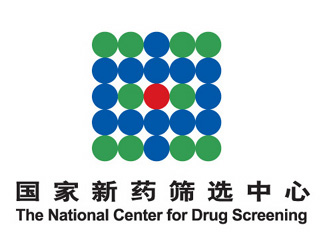 国家新药筛选中心
The National Center for Drug Screening